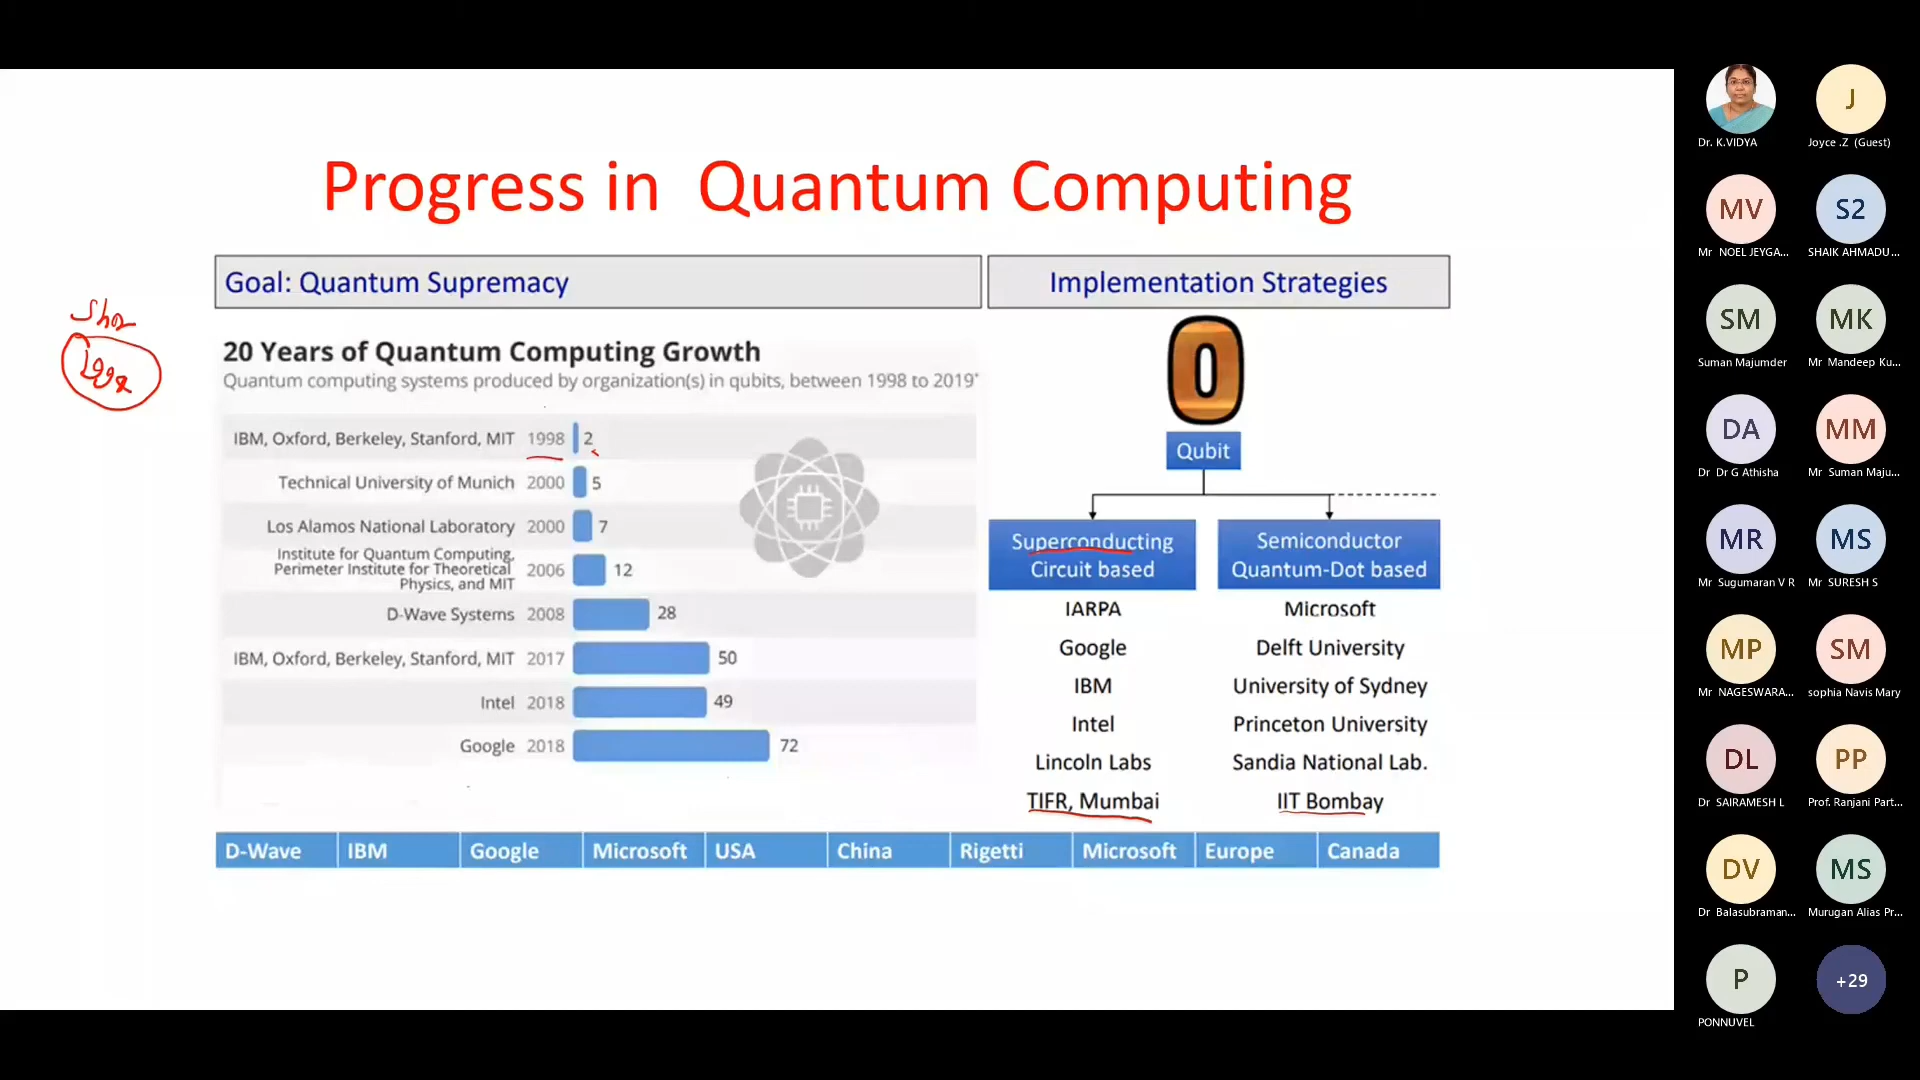 Progress in Quantum Computing
Goal: Quantum Supremacy
Implementation Strategies
20 Years of Quantum Computing Growth
Quantum computing systems produced by organization(s) in qubits, between 1998 to 2019*
IBM, Oxford, Berkeley, Stanford, MIT 1998 2
Technical University of Munich 2000 5
Los Alamos National Laboratory 2000 7
Institute for Quantum Computing,
Perimeter Institute for Theoretical
Physics, and MIT 2006 12
D-Wave Systems 2008 28
IBM, Oxford, Berkeley, Stanford, MIT 2017 50
Intel 2018 49
Google 2018 72
0
Qubit
Superconducting
Circuit based
IARPA
Google
IBM
Intel
Lincoln Labs
TIFR, Mumbai
Semiconductor
Quantum-Dot based
Microsoft
Delft University
University of Sydney
Princeton University
Sandia National Lab.
IIT Bombay
D-Wave IBM Google Microsoft USA China Rigetti Microsoft Europe Canada
Dr. K.VIDYA
J
Joyce .Z (Guest)
MV
Mr NOEL JEYGA...
S2
SHAIK AHMADU...
SM
Suman Majumder
MK
Mr Mandeep Ku...
DA
Dr Dr G Athisha
MM
Mr Suman Maju...
MR
Mr Sugumaran V R
MS
Mr SURESH S
MP
Mr NAGESWARA...
SM
sophia Navis Mary
DL
Dr SAIRAMESH L
PP
Prof. Ranjani Part...
DV
Dr Balasubraman...
MS
Murugan Alias Pr...
P
PONNUVEL
+29